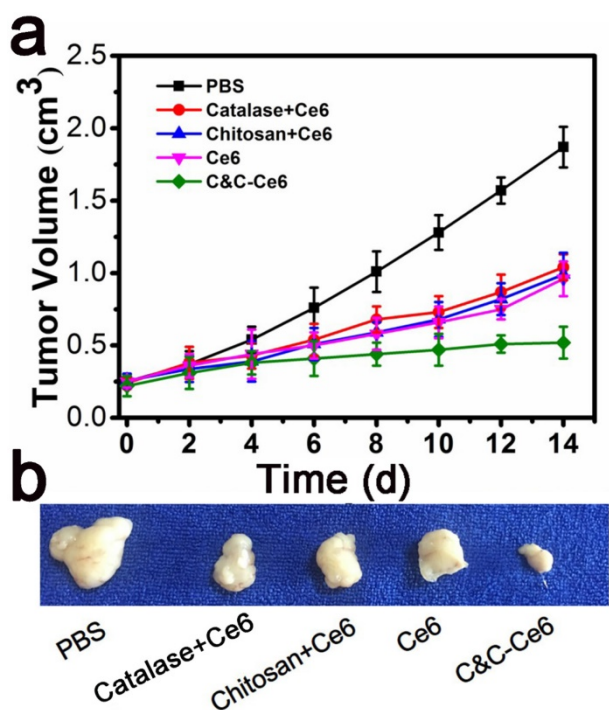 a
Tumor Volume (cm³)
2.5
2.0
1.5
1.0
0.5
0.0
PBS
Catalase+Ce6
Chitosan+Ce6
Ce6
C&C-Ce6
0 2 4 6 8 10 12 14
Time (d)
b
PBS
Catalase+Ce6
Chitosan+Ce6
Ce6
C&C-Ce6